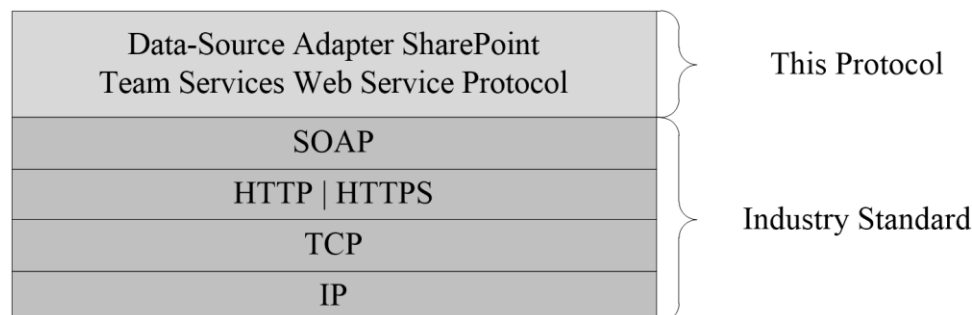 Data-Source Adapter SharePoint
Team Services Web Service Protocol
This Protocol
SOAP
HTTP | HTTPS
TCP
IP
Industry Standard